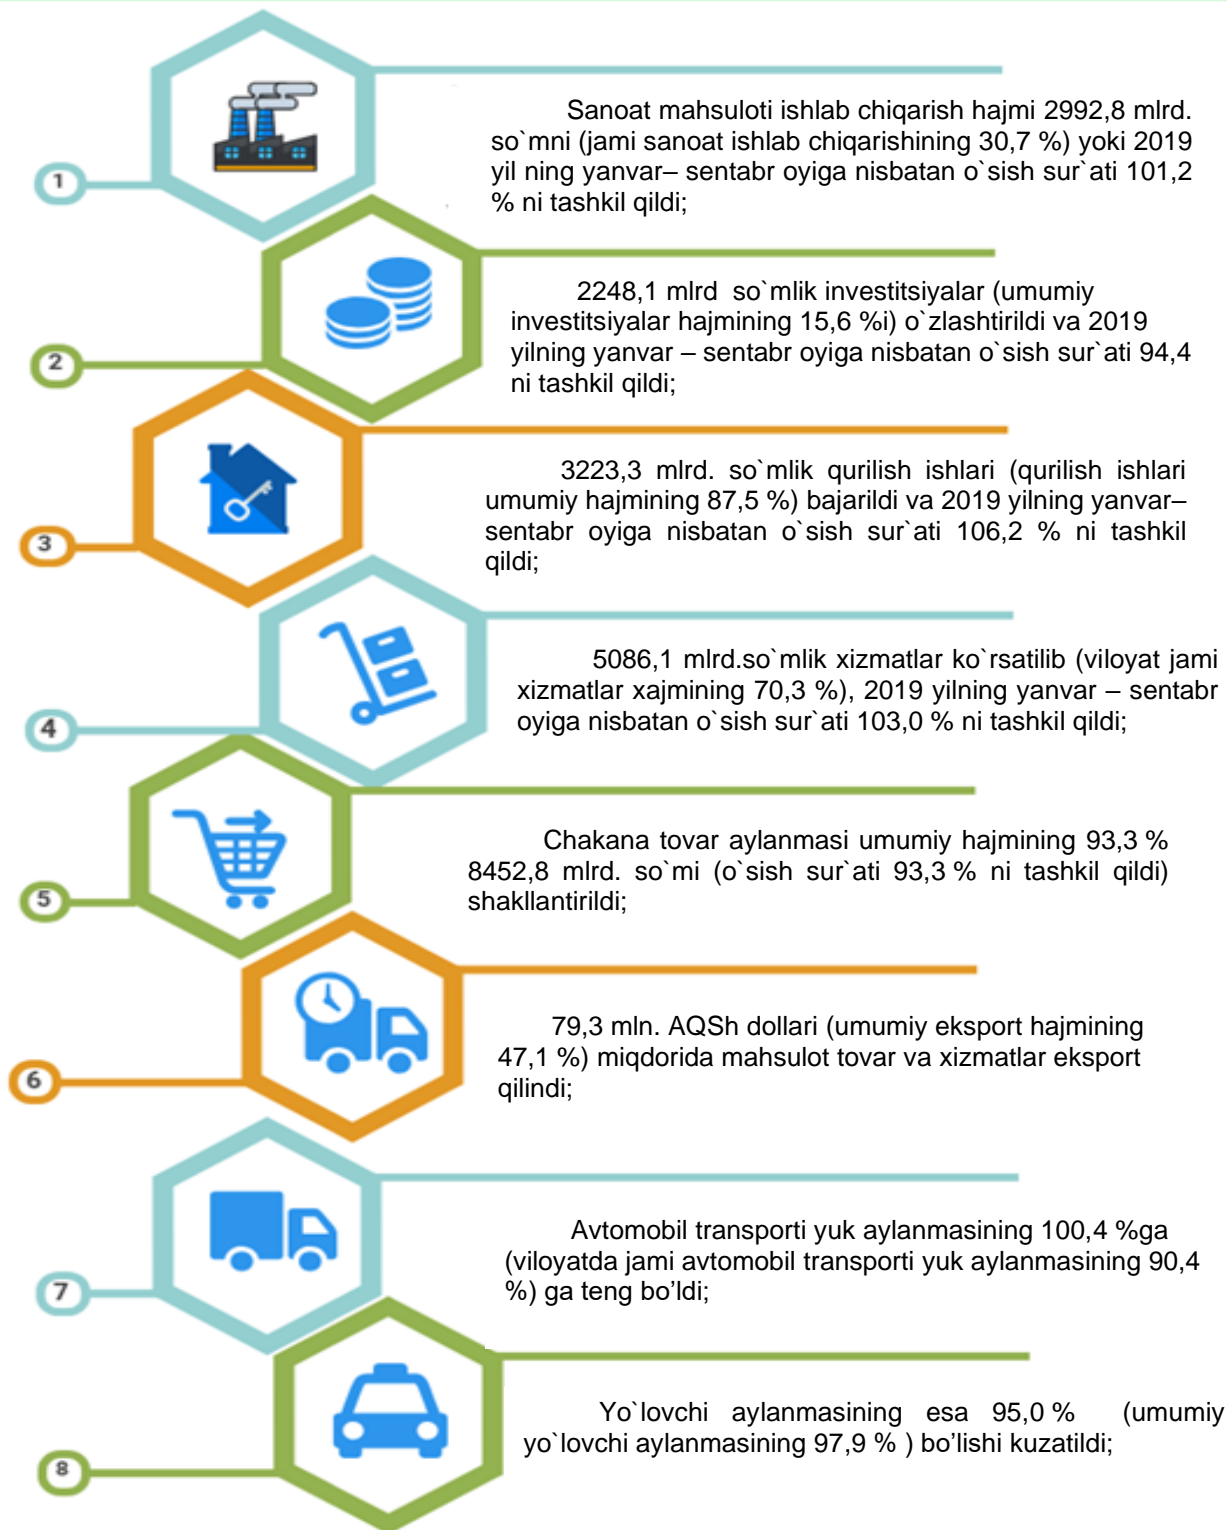 1
Sanoat mahsuloti ishlab chiqarish hajmi 2992,8 mlrd.
so`mni (jami sanoat ishlab chiqarishining 30,7 %) yoki 2019
yil ning yanvar– sentabr oyiga nisbatan o`sish sur`ati 101,2
% ni tashkil qildi;
2
2248,1 mlrd so`mlik investitsiyalar (umumiy
investitsiyalar hajmining 15,6 %i) o`zlashtirildi va 2019
yilning yanvar – sentabr oyiga nisbatan o`sish sur`ati 94,4
ni tashkil qildi;
3
3223,3 mlrd. so`mlik qurilish ishlari (qurilish ishlari
umumiy hajmining 87,5 %) bajarildi va 2019 yilning yanvar–
sentabr oyiga nisbatan o`sish sur`ati 106,2 % ni tashkil
qildi;
4
5086,1 mlrd.so`mlik xizmatlar ko`rsatilib (viloyat jami
xizmatlar xajmining 70,3 %), 2019 yilning yanvar – sentabr
oyiga nisbatan o`sish sur`ati 103,0 % ni tashkil qildi;
5
Chakana tovar aylanmasi umumiy hajmining 93,3 %
8452,8 mlrd. so`mi (o`sish sur`ati 93,3 % ni tashkil qildi)
shakllantirildi;
6
79,3 mln. AQSh dollari (umumiy eksport hajmining
47,1 %) miqdorida mahsulot tovar va xizmatlar eksport
qilindi;
7
Avtomobil transporti yuk aylanmasining 100,4 %ga
(viloyatda jami avtomobil transporti yuk aylanmasining 90,4
%) ga teng bo’ldi;
8
Yo`lovchi aylanmasining esa 95,0 % (umumiy
yo`lovchi aylanmasining 97,9 % ) bo’lishi kuzatildi;